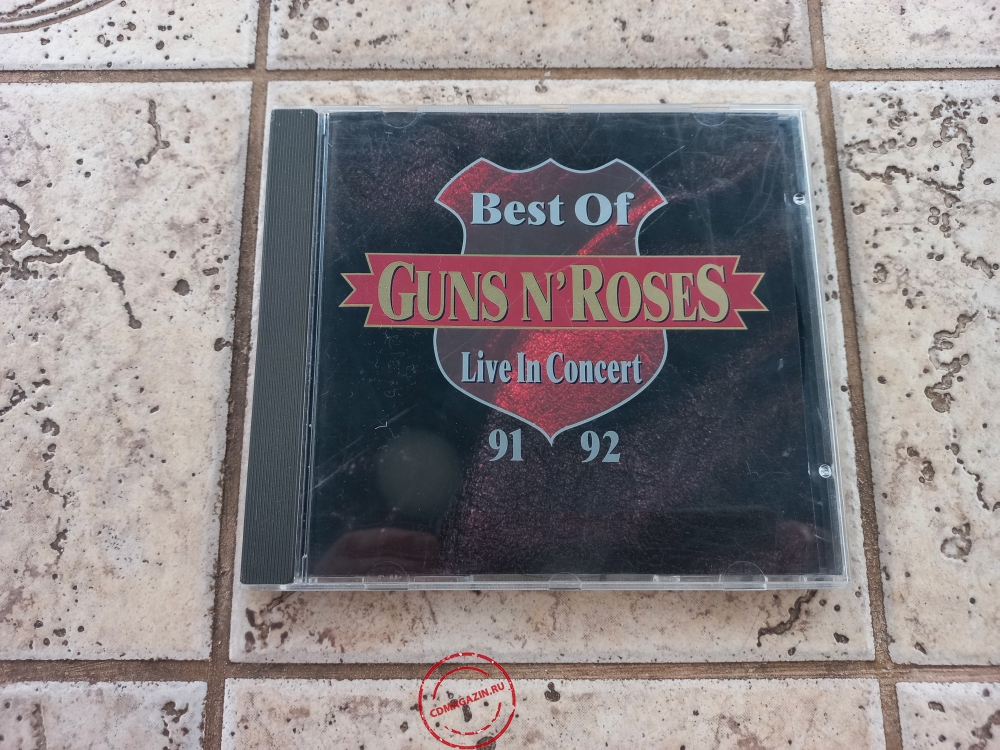 Best Of
GUNS N' ROSES
Live In Concert
91 92
CDMAGAZIN.RU